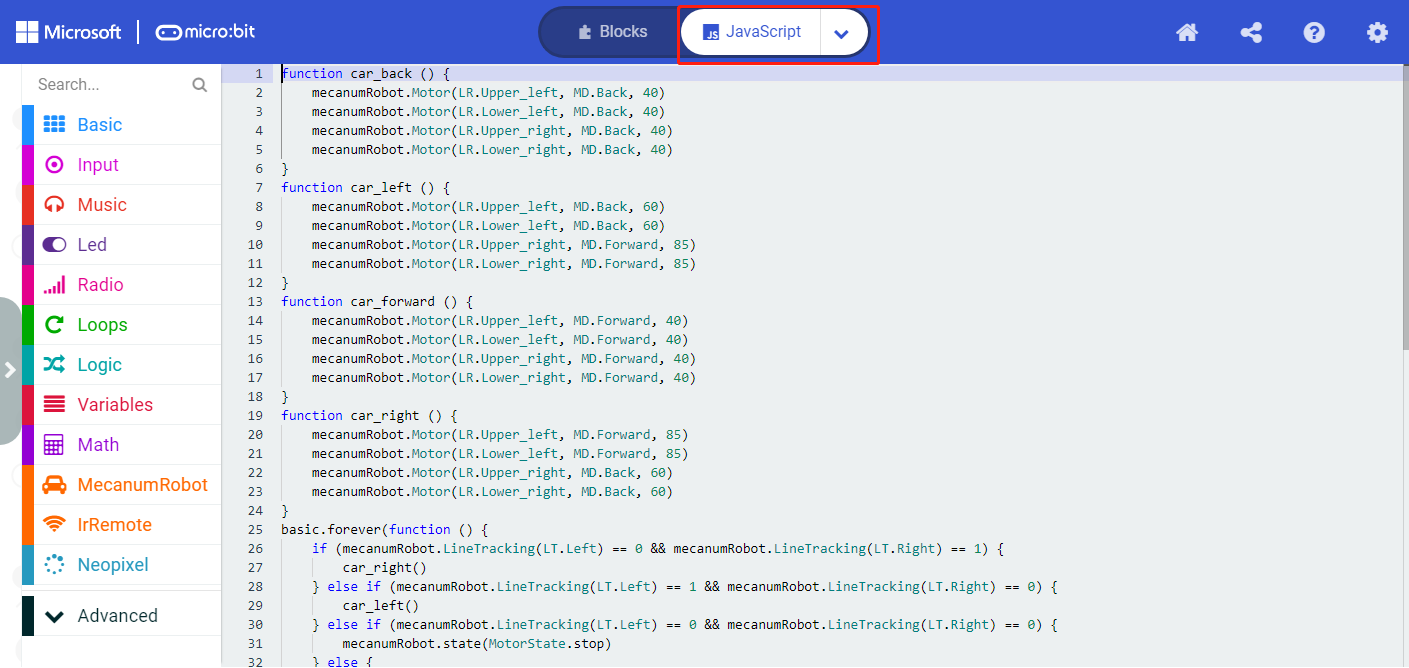 Microsoft micro:bit Blocks JS JavaScript ?
Search...
Basic
Input
Music
Led
Radio
Loops
Logic
Variables
Math
MecanumRobot
IrRemote
Neopixel
Advanced
1 function car_back () {
2 mecanumRobot.Motor(LR.Upper_left, MD.Back, 40)
3 mecanumRobot.Motor(LR.Lower_left, MD.Back, 40)
4 mecanumRobot.Motor(LR.Upper_right, MD.Back, 40)
5 mecanumRobot.Motor(LR.Lower_right, MD.Back, 40)
6 }
7 function car_left () {
8 mecanumRobot.Motor(LR.Upper_left, MD.Back, 60)
9 mecanumRobot.Motor(LR.Lower_left, MD.Back, 60)
10 mecanumRobot.Motor(LR.Upper_right, MD.Forward, 85)
11 mecanumRobot.Motor(LR.Lower_right, MD.Forward, 85)
12 }
13 function car_forward () {
14 mecanumRobot.Motor(LR.Upper_left, MD.Forward, 40)
15 mecanumRobot.Motor(LR.Lower_left, MD.Forward, 40)
16 mecanumRobot.Motor(LR.Upper_right, MD.Forward, 40)
17 mecanumRobot.Motor(LR.Lower_right, MD.Forward, 40)
18 }
19 function car_right () {
20 mecanumRobot.Motor(LR.Upper_left, MD.Forward, 85)
21 mecanumRobot.Motor(LR.Lower_left, MD.Forward, 85)
22 mecanumRobot.Motor(LR.Upper_right, MD.Back, 60)
23 mecanumRobot.Motor(LR.Lower_right, MD.Back, 60)
24 }
25 basic.forever(function () {
26 if (mecanumRobot.LineTracking(LT.Left) == 0 && mecanumRobot.LineTracking(LT.Right) == 1) {
27 car_right()
28 } else if (mecanumRobot.LineTracking(LT.Left) == 1 && mecanumRobot.LineTracking(LT.Right) == 0) {
29 car_left()
30 } else if (mecanumRobot.LineTracking(LT.Left) == 0 && mecanumRobot.LineTracking(LT.Right) == 0) {
31 mecanumRobot.state(MotorState.stop)
32 } else {